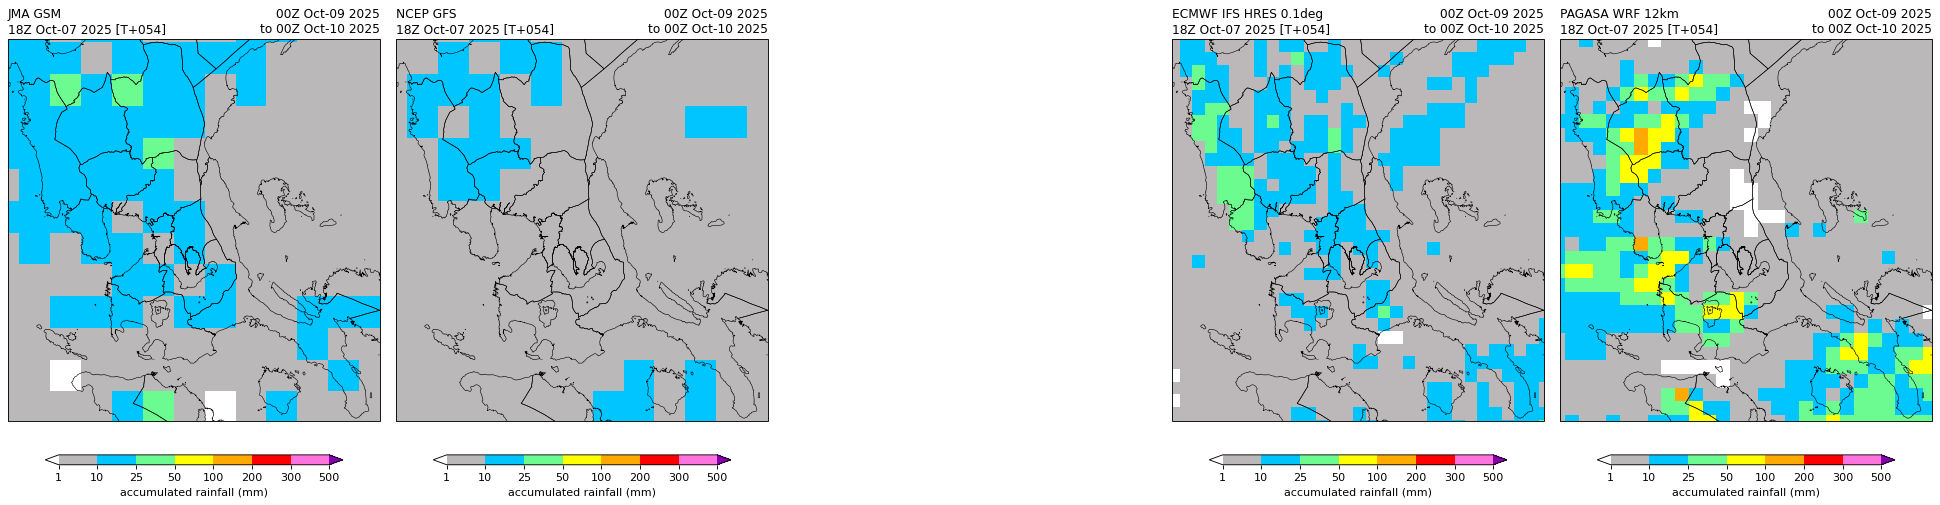 JMA GSM 00Z Oct-09 2025
18Z Oct-07 2025 [T+054] to 00Z Oct-10 2025
1 10 25 50 100 200 300 500
accumulated rainfall (mm)
NCEP GFS 00Z Oct-09 2025
18Z Oct-07 2025 [T+054] to 00Z Oct-10 2025
1 10 25 50 100 200 300 500
accumulated rainfall (mm)
ECMWF IFS HRES 0.1deg 00Z Oct-09 2025
18Z Oct-07 2025 [T+054] to 00Z Oct-10 2025
1 10 25 50 100 200 300 500
accumulated rainfall (mm)
PAGASA WRF 12km 00Z Oct-09 2025
18Z Oct-07 2025 [T+054] to 00Z Oct-10 2025
1 10 25 50 100 200 300 500
accumulated rainfall (mm)